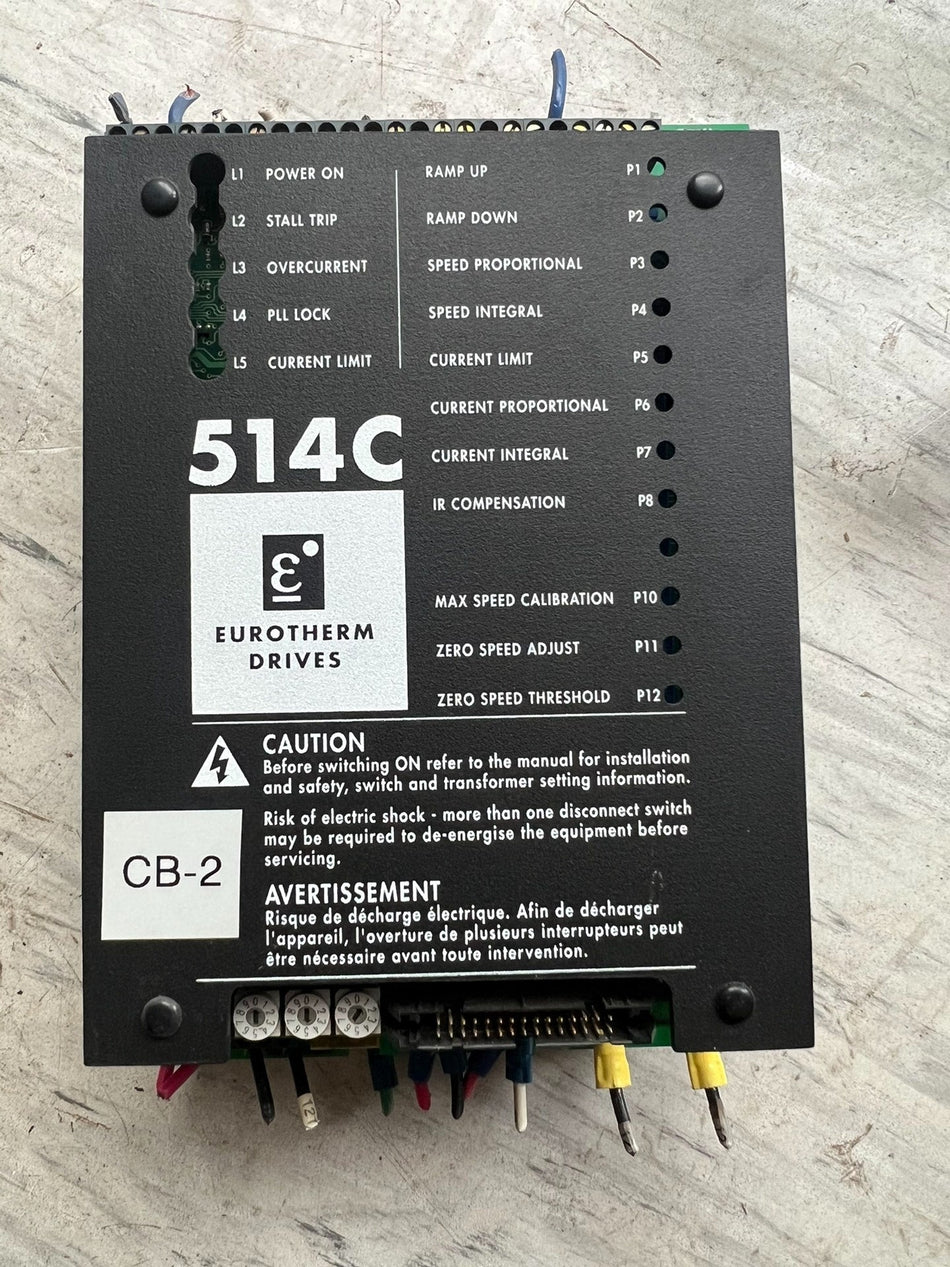 L1 POWER ON
L2 STALL TRIP
L3 OVERCURRENT
L4 PLL LOCK
L5 CURRENT LIMIT
RAMP UP P1
RAMP DOWN P2
SPEED PROPORTIONAL P3
SPEED INTEGRAL P4
CURRENT LIMIT P5
CURRENT PROPORTIONAL P6
CURRENT INTEGRAL P7
IR COMPENSATION P8
MAX SPEED CALIBRATION P10
ZERO SPEED ADJUST P11
ZERO SPEED THRESHOLD P12
514C
EUROTHERM
DRIVES
CAUTION
Before switching ON refer to the manual for installation
and safety, switch and transformer setting information.
Risk of electric shock - more than one disconnect switch
may be required to de-energise the equipment before
servicing.
CB-2
AVERTISSEMENT
Risque de décharge électrique. Afin de décharger
l'appareil, l'overture de plusieurs interrupteurs peut
être nécessaire avant toute intervention.